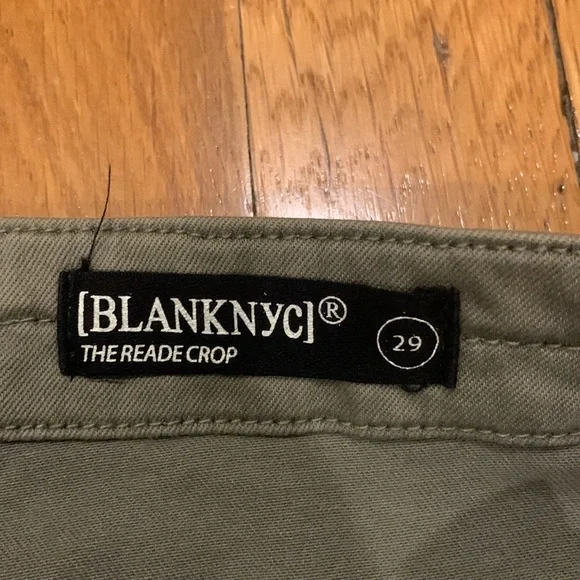 [BLANKNYC]®
THE READE CROP
29